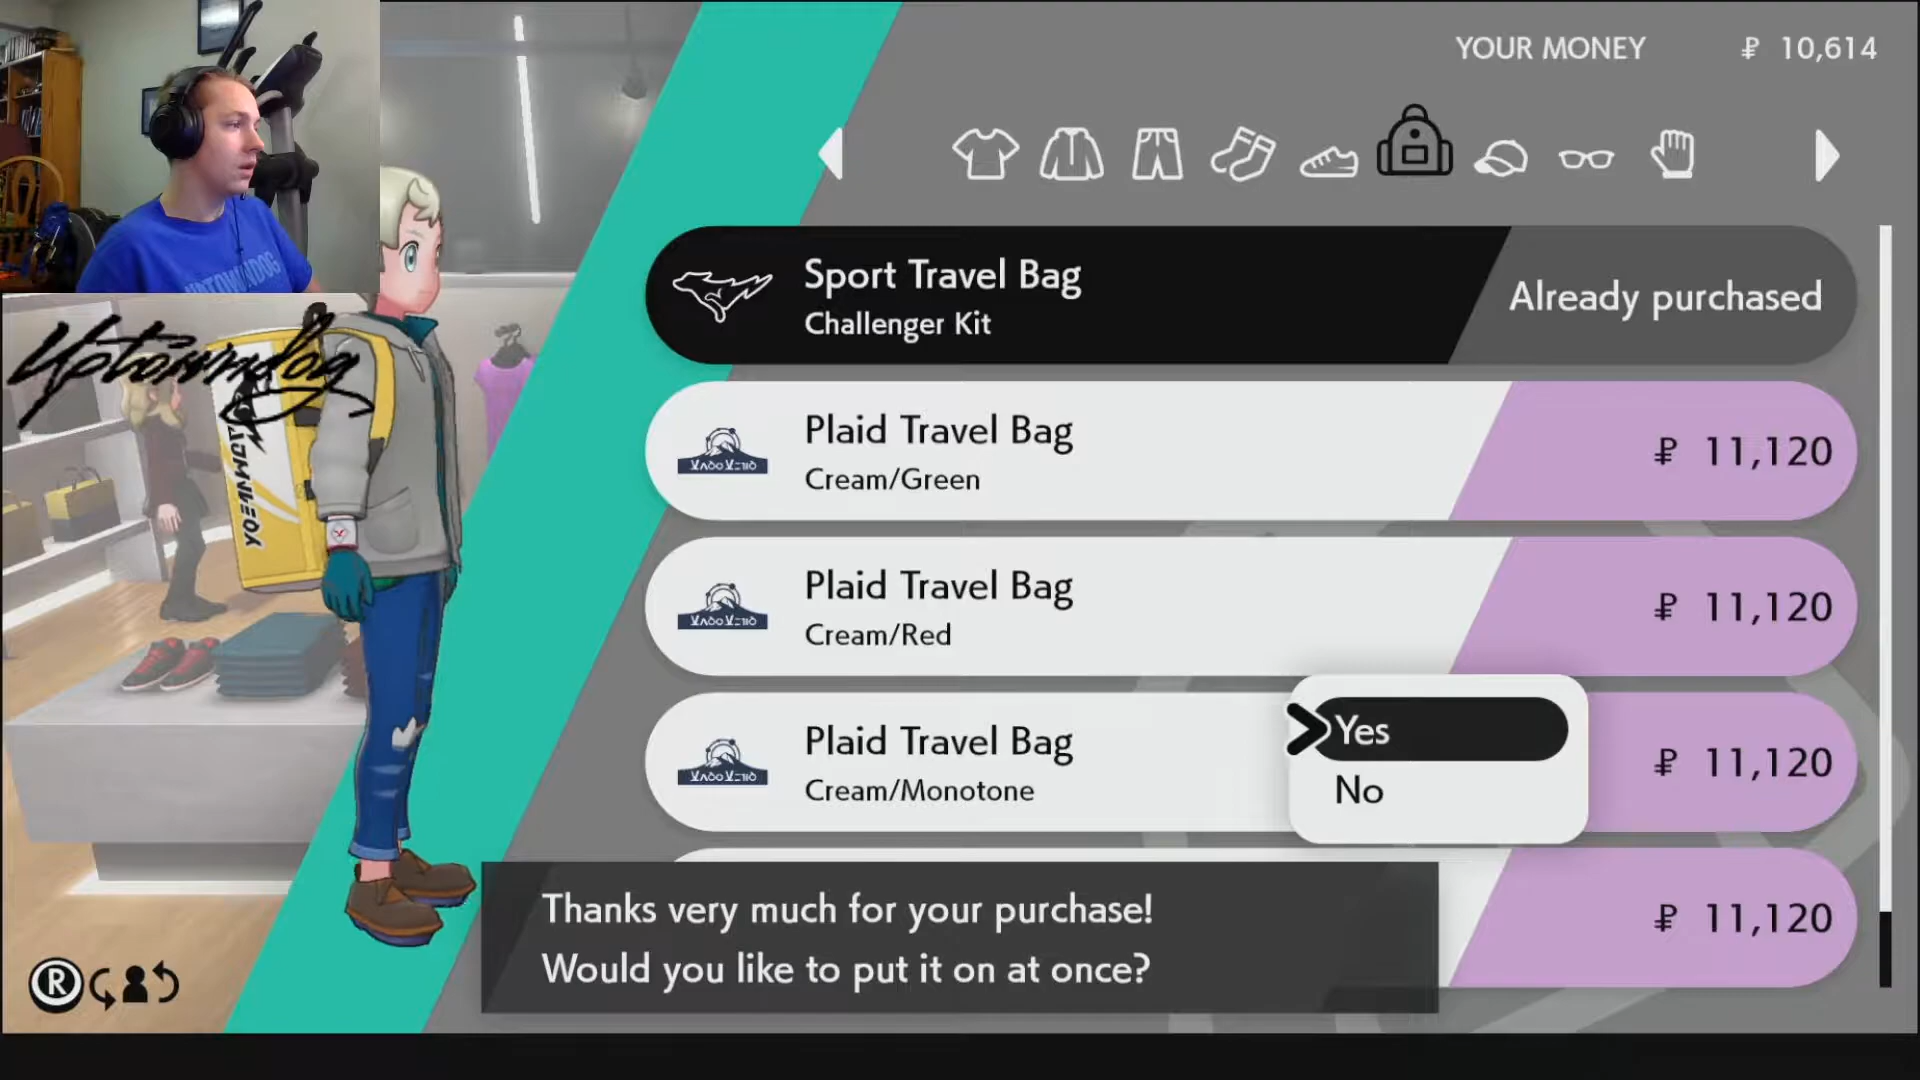 YOUR MONEY ₽ 10,614
UPTOWNDOG
Uptowndog
Sport Travel Bag
Challenger Kit
Already purchased
Plaid Travel Bag
Cream/Green
₽ 11,120
Plaid Travel Bag
Cream/Red
₽ 11,120
Plaid Travel Bag
Cream/Monotone
₽ 11,120
Yes
No
₽ 11,120
Thanks very much for your purchase!
Would you like to put it on at once?
R